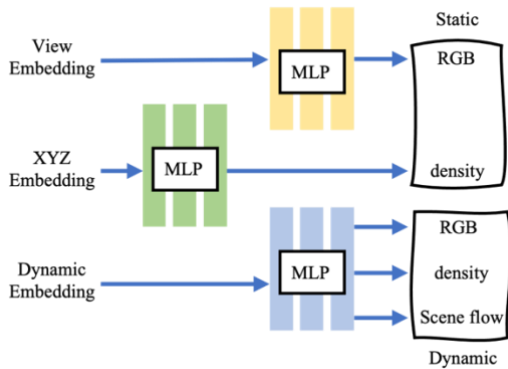 View
Embedding
MLP
Static
RGB
XYZ
Embedding
MLP
density
Dynamic
Embedding
MLP
RGB
density
Scene flow
Dynamic